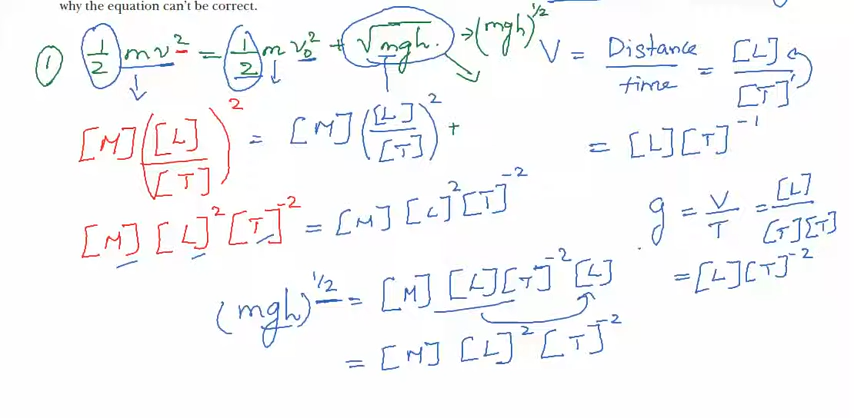 why the equation can't be correct.
① 1/2 mv² = 1/2 m v₀² + √mgh. → (mgh)^1/2
V = Distance/time = [L]/[T]¹
= [L][T]⁻¹
[M]([L]/[T])² = [M]([L]/[T])² +
[M][L]²[T]⁻² = [M][L]²[T]⁻²
g = V/T = [L]/[T][T]
= [L][T]⁻²
(mgh)^1/2 = [M][L][T]⁻²[L]
= [M][L]²[T]⁻²